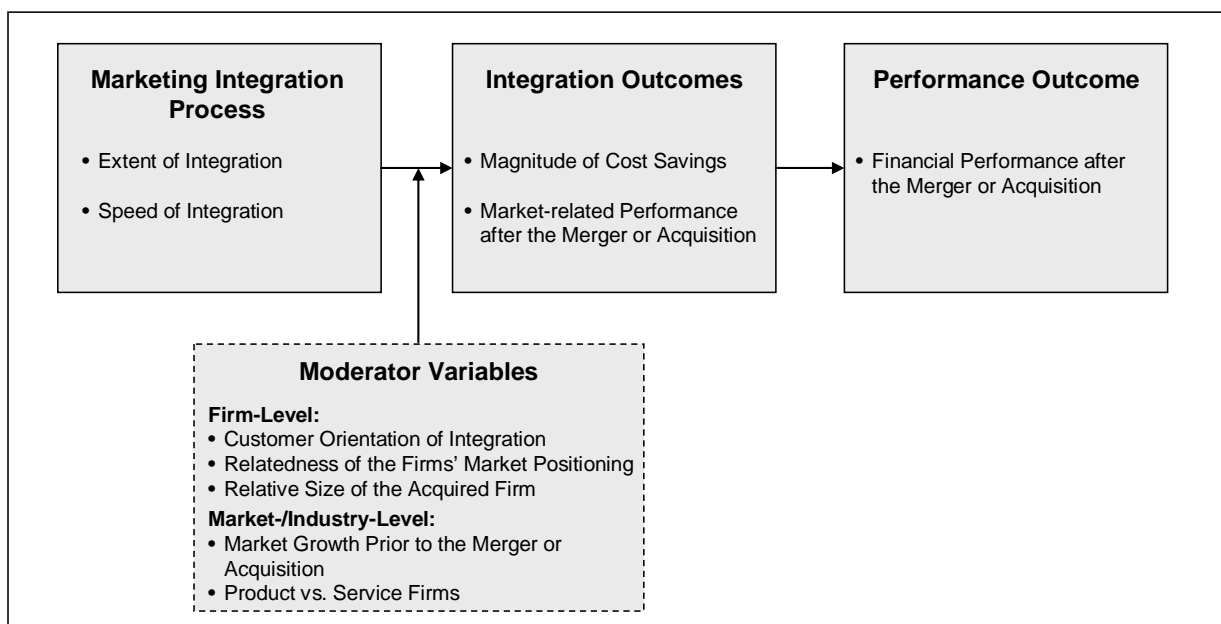 Marketing Integration
Process
• Extent of Integration
• Speed of Integration
Integration Outcomes
• Magnitude of Cost Savings
• Market-related Performance
after the Merger or Acquisition
Performance Outcome
• Financial Performance after
the Merger or Acquisition
Moderator Variables
Firm-Level:
• Customer Orientation of Integration
• Relatedness of the Firms’ Market Positioning
• Relative Size of the Acquired Firm
Market-/Industry-Level:
• Market Growth Prior to the Merger or
Acquisition
• Product vs. Service Firms